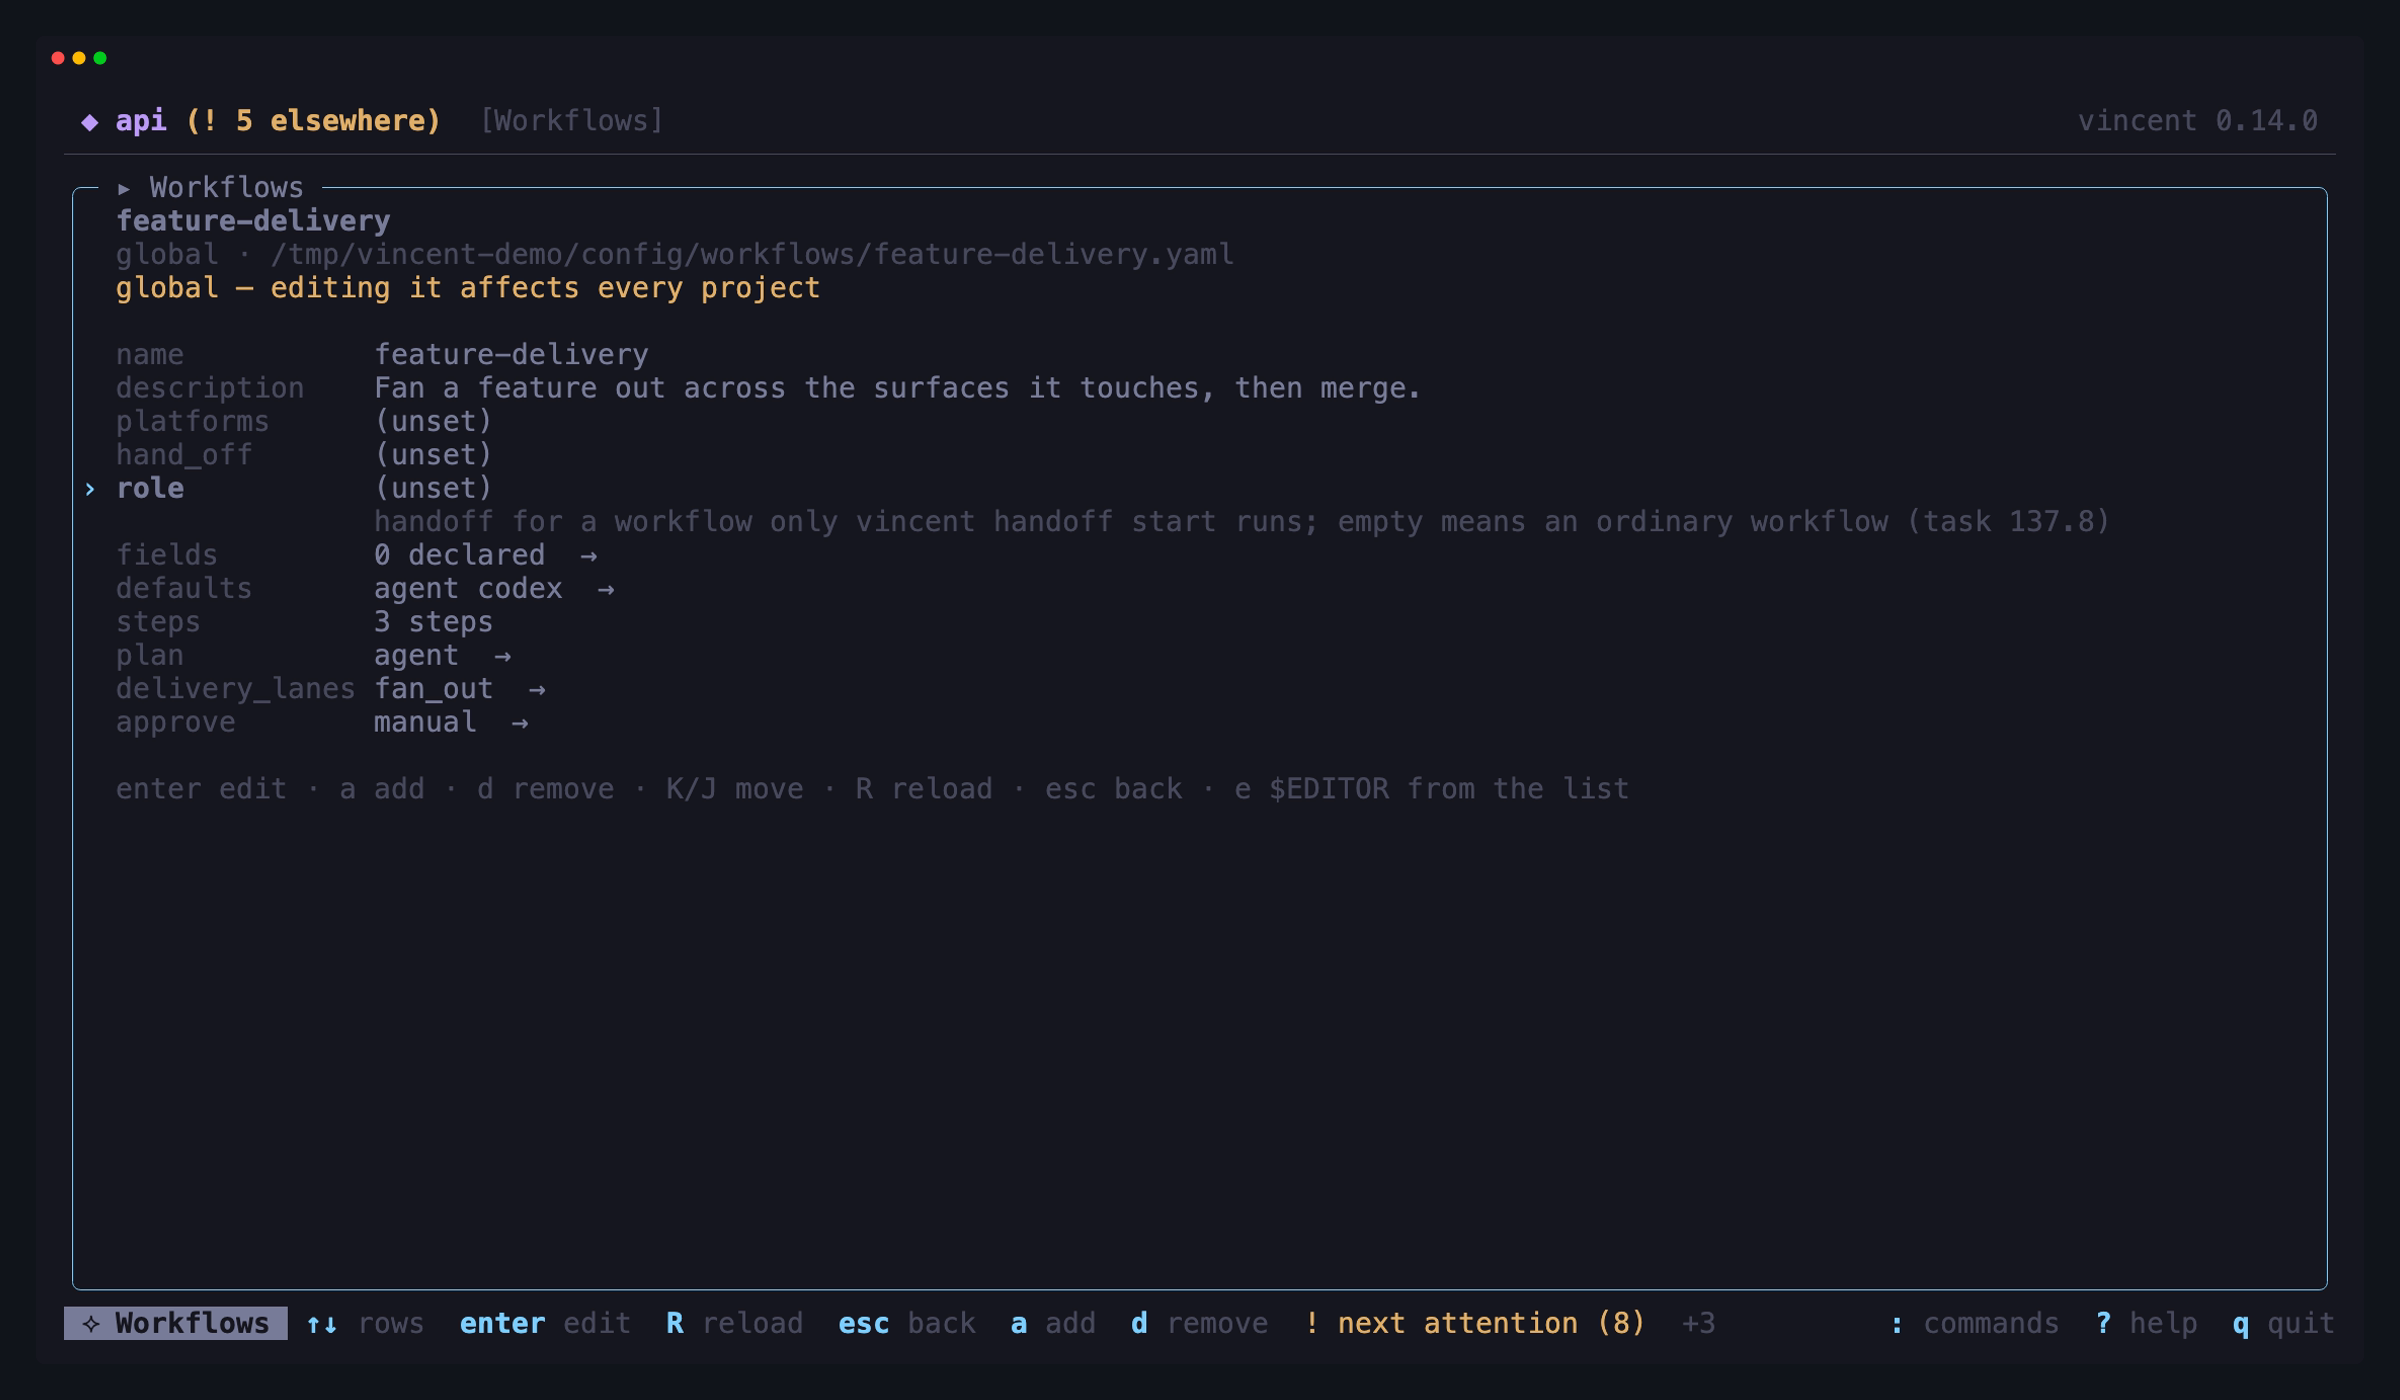 ◆ api (! 5 elsewhere) [Workflows] vincent 0.14.0
▸ Workflows
feature-delivery
global · /tmp/vincent-demo/config/workflows/feature-delivery.yaml
global — editing it affects every project
name feature-delivery
description Fan a feature out across the surfaces it touches, then merge.
platforms (unset)
hand_off (unset)
› role (unset)
handoff for a workflow only vincent handoff start runs; empty means an ordinary workflow (task 137.8)
fields 0 declared →
defaults agent codex →
steps 3 steps
plan agent →
delivery_lanes fan_out →
approve manual →
enter edit · a add · d remove · K/J move · R reload · esc back · e $EDITOR from the list
✧ Workflows ↑↓ rows enter edit R reload esc back a add d remove ! next attention (8) +3 : commands ? help q quit